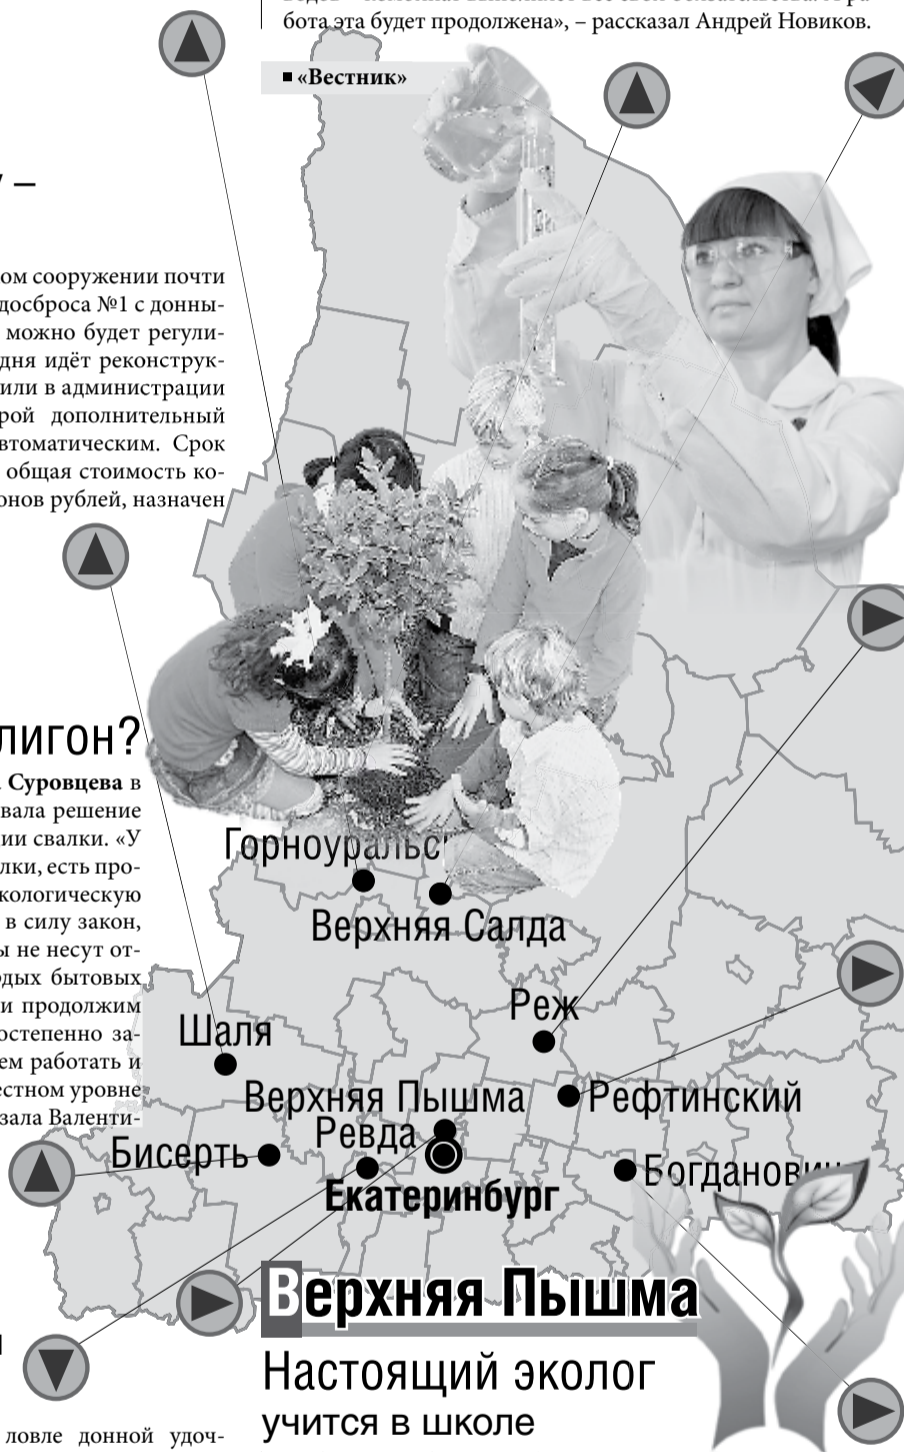 бота эта будет продолжена», – рассказал Андрей Новиков.
«Вестник»
–
ом сооружении почти
досброса №1 с донны-
можно будет регули-
дня идёт реконструк-
или в администрации
рой дополнительный
втоматическим. Срок
общая стоимость ко-
онов рублей, назначен
лигон?
Суровцева в
вала решение
ии свалки. «У
лки, есть про-
кологическую
в силу закон,
ы не несут от-
рдых бытовых
и продолжим
остепенно за-
ем работать и
естном уровне
зала Валенти-
Горноуральс
Верхняя Салда
Реж
Шаля
Верхняя Пышма
Рефтинский
Ревда
Бисерть
Богданович
Екатеринбург
Верхняя Пышма
Настоящий эколог
учится в школе
ловле донной удоч-